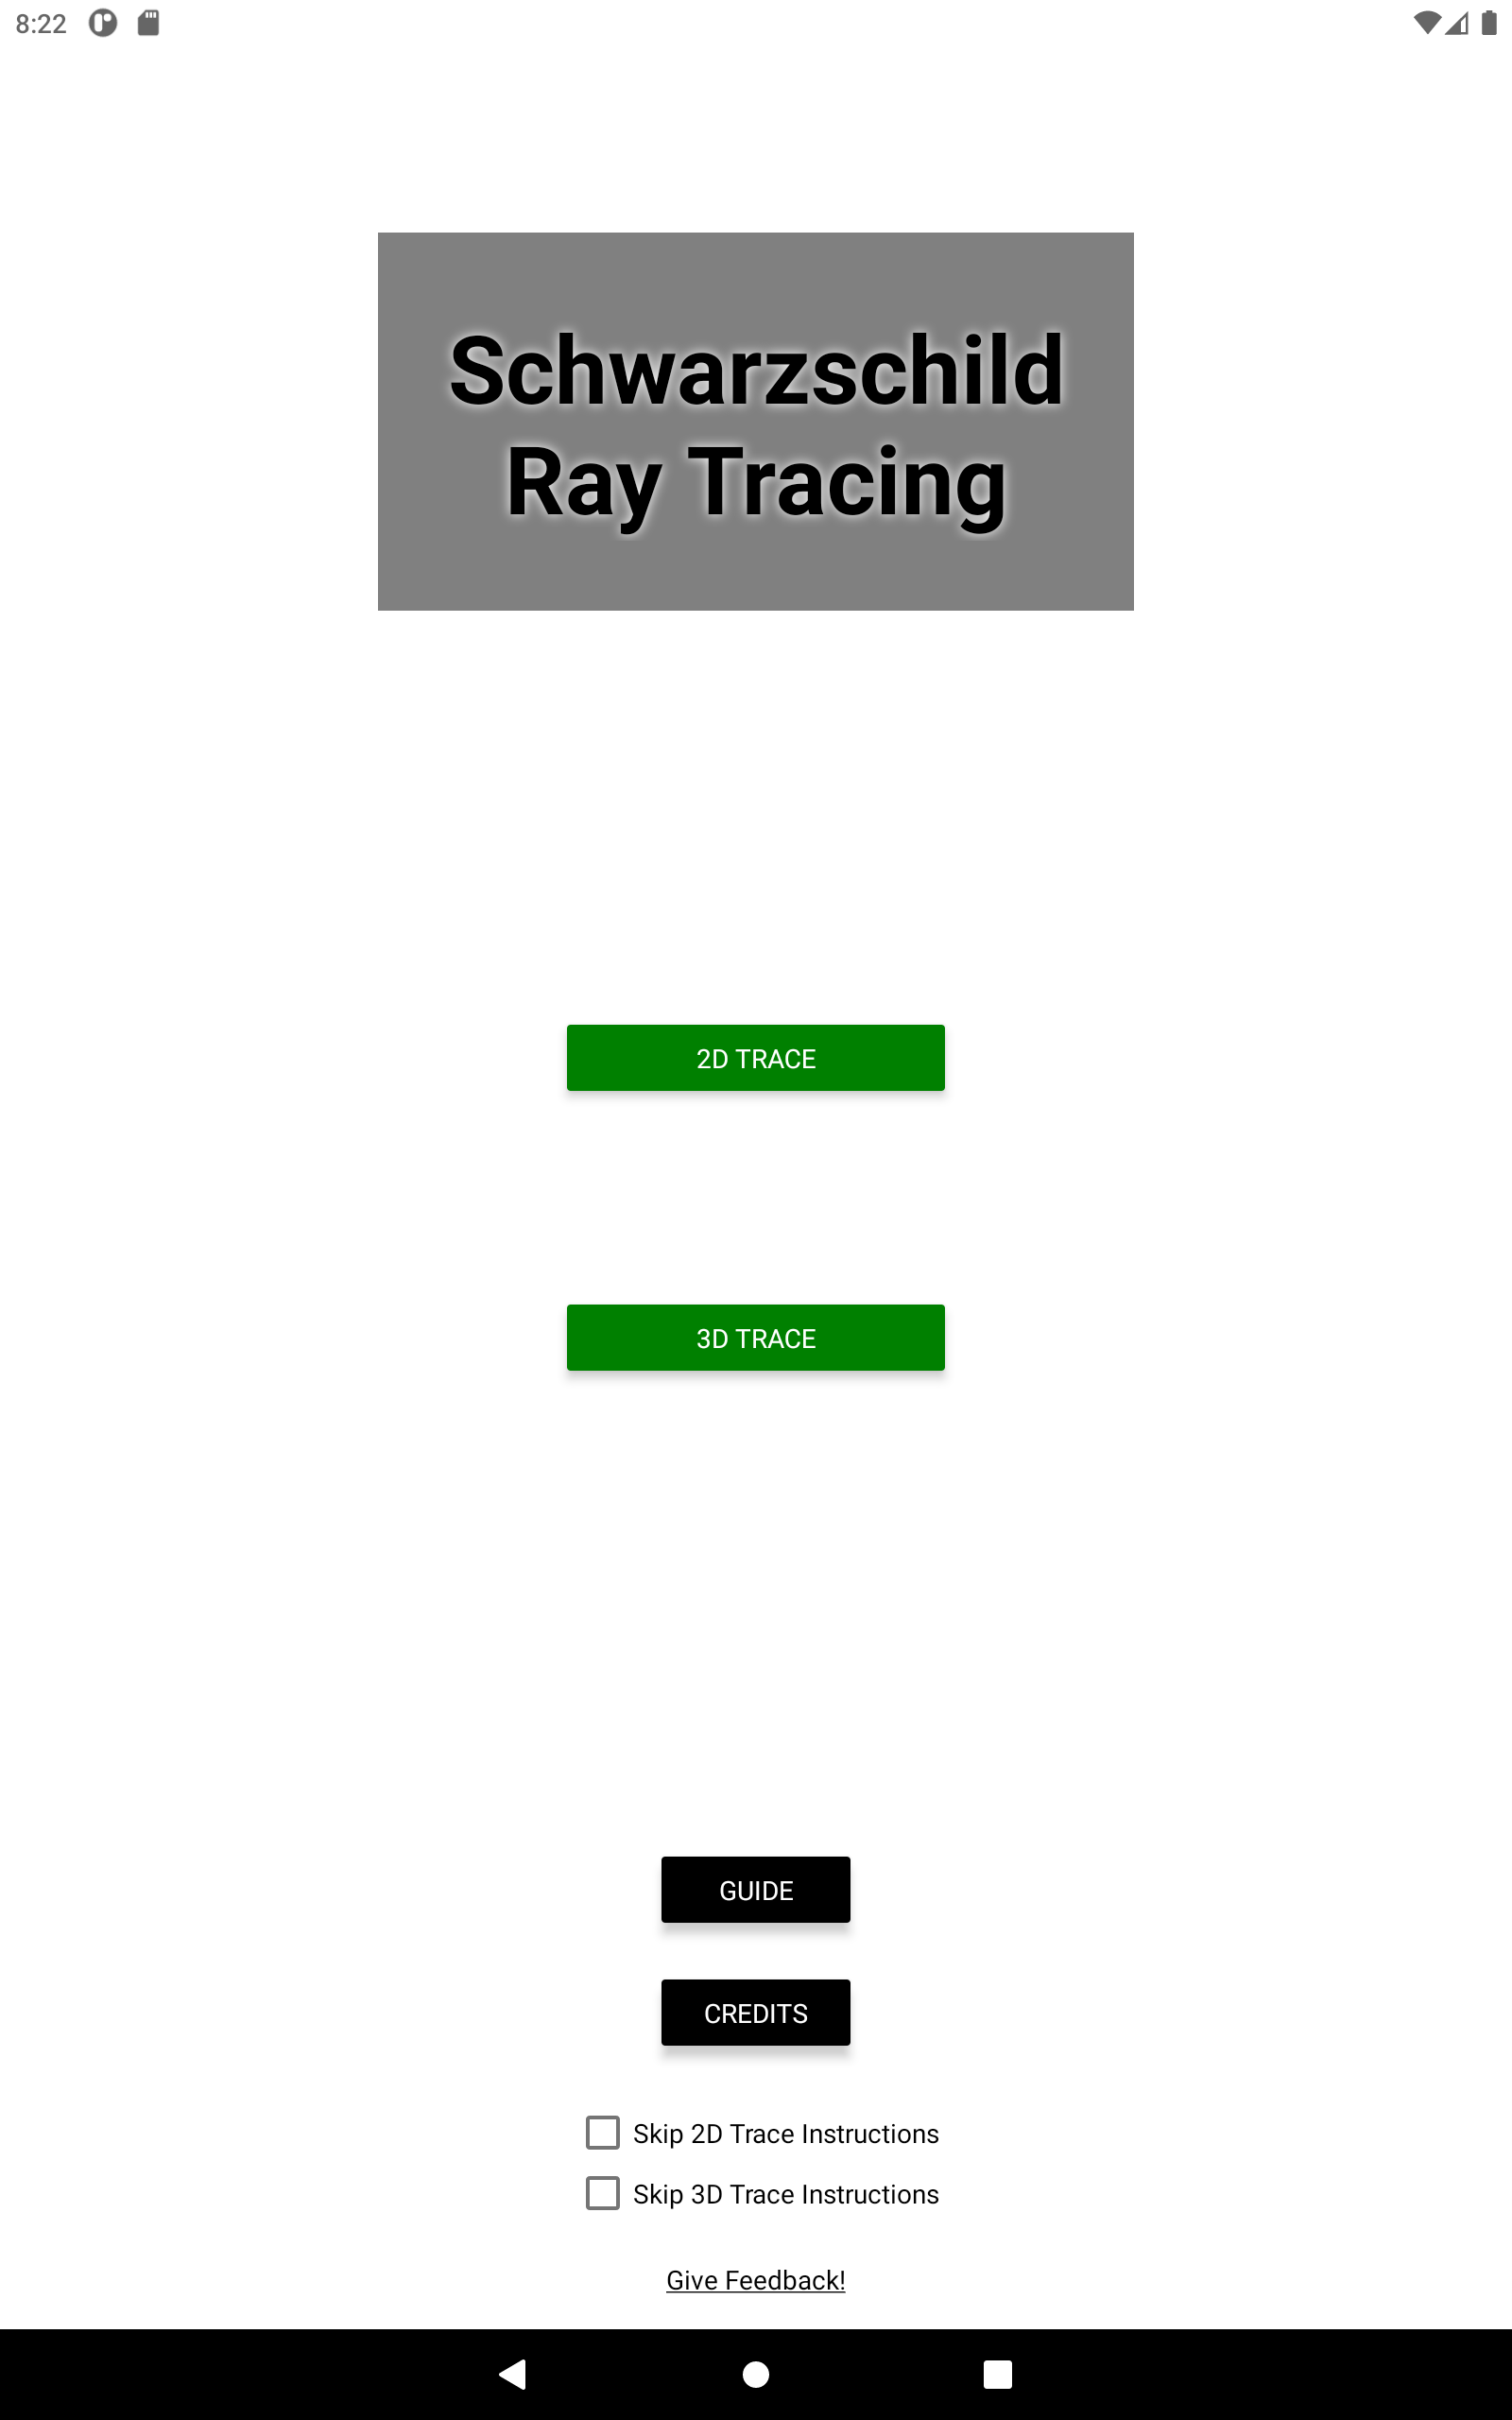 8:22
Schwarzschild
Ray Tracing
2D TRACE
3D TRACE
GUIDE
CREDITS
Skip 2D Trace Instructions
Skip 3D Trace Instructions
Give Feedback!